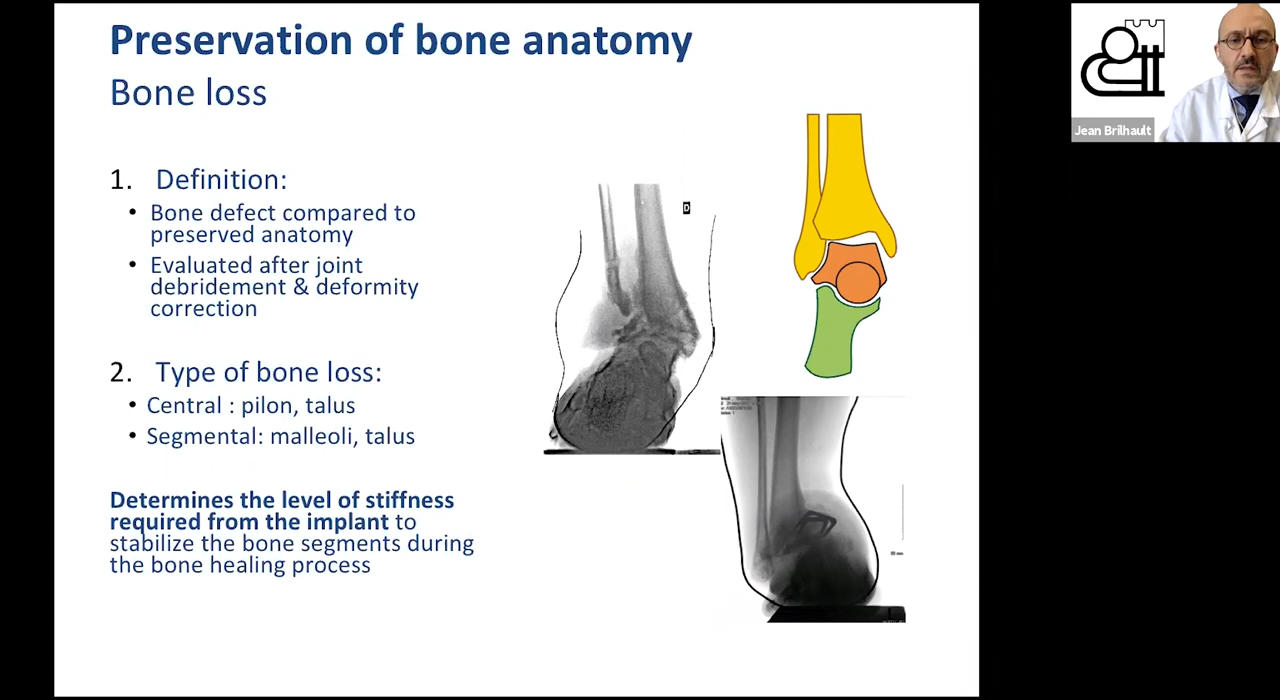 Preservation of bone anatomy
Bone loss
1. Definition:
• Bone defect compared to
preserved anatomy
• Evaluated after joint
debridement & deformity
correction
2. Type of bone loss:
• Central : pilon, talus
• Segmental: malleoli, talus
Determines the level of stiffness
required from the implant to
stabilize the bone segments during
the bone healing process
D
Jean Brilhault